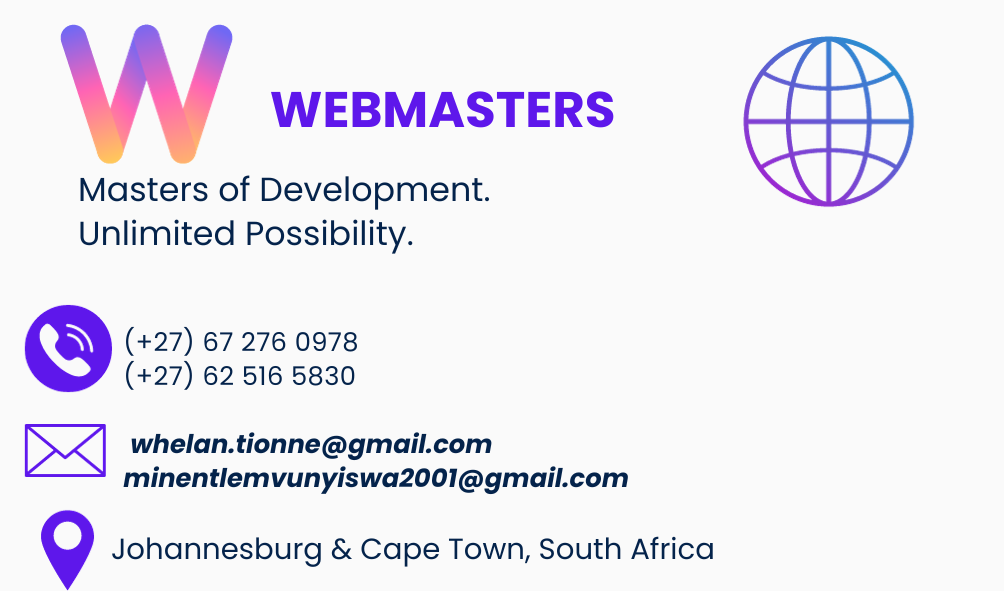 W
WEBMASTERS
Masters of Development.
Unlimited Possibility.
(+27) 67 276 0978
(+27) 62 516 5830
whelan.tionne@gmail.com
minentlemvunyiswa2001@gmail.com
Johannesburg & Cape Town, South Africa